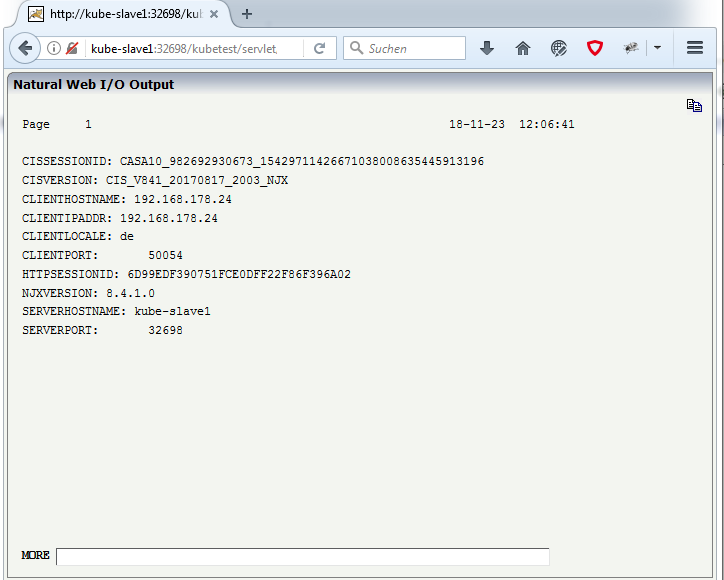 http://kube-slave1:32698/kub
kube-slave1:32698/kubetest/servlet
Suchen
Natural Web I/O Output
Page 1 18-11-23 12:06:41
CISSESSIONID: CASA10_982692930673_15429711426671038008635445913196
CISVERSION: CIS_V841_20170817_2003_NJX
CLIENTHOSTNAME: 192.168.178.24
CLIENTIPADDR: 192.168.178.24
CLIENTLOCALE: de
CLIENTPORT: 50054
HTTPSESSIONID: 6D99EDF390751FCE0DFF22F86F396A02
NJXVERSION: 8.4.1.0
SERVERHOSTNAME: kube-slave1
SERVERPORT: 32698
MORE